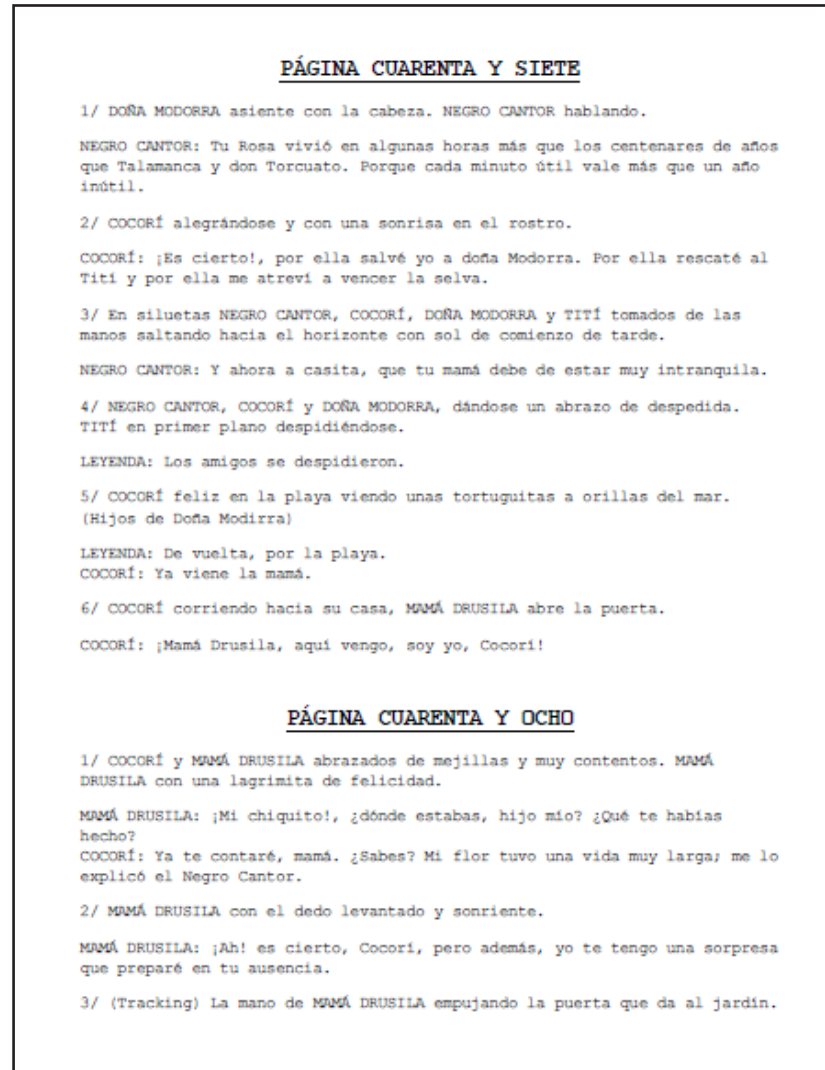 PÁGINA CUARENTA Y SIETE
1/ DOÑA MODORRA asiente con la cabeza. NEGRO CANTOR hablando.
NEGRO CANTOR: Tu Rosa vivió en algunas horas más que los centenares de años
que Talamanca y don Torcuato. Porque cada minuto útil vale más que un año
inútil.
2/ COCORÍ alegrándose y con una sonrisa en el rostro.
COCORÍ: ¡Es cierto!, por ella salvé yo a doña Modorra. Por ella rescaté al
Tití y por ella me atreví a vencer la selva.
3/ En siluetas NEGRO CANTOR, COCORÍ, DOÑA MODORRA y TITÍ tomados de las
manos saltando hacia el horizonte con sol de comienzo de tarde.
NEGRO CANTOR: Y ahora a casita, que tu mamá debe de estar muy intranquila.
4/ NEGRO CANTOR, COCORÍ y DOÑA MODORRA, dándose un abrazo de despedida.
TITÍ en primer plano despidiéndose.
LEYENDA: Los amigos se despidieron.
5/ COCORÍ feliz en la playa viendo unas tortuguitas a orillas del mar.
(Hijos de Doña Modirra)
LEYENDA: De vuelta, por la playa.
COCORÍ: Ya viene la mamá.
6/ COCORÍ corriendo hacia su casa, MAMÁ DRUSILA abre la puerta.
COCORÍ: ¡Mamá Drusila, aquí vengo, soy yo, Cocorí!
PÁGINA CUARENTA Y OCHO
1/ COCORÍ y MAMÁ DRUSILA abrazados de mejillas y muy contentos. MAMÁ
DRUSILA con una lagrimita de felicidad.
MAMÁ DRUSILA: ¡Mi chiquito!, ¿dónde estabas, hijo mío? ¿Qué te habías
hecho?
COCORÍ: Ya te contaré, mamá. ¿Sabes? Mi flor tuvo una vida muy larga; me lo
explicó el Negro Cantor.
2/ MAMÁ DRUSILA con el dedo levantado y sonriente.
MAMÁ DRUSILA: ¡Ah! es cierto, Cocorí, pero además, yo te tengo una sorpresa
que preparé en tu ausencia.
3/ (Tracking) La mano de MAMÁ DRUSILA empujando la puerta que da al jardín.